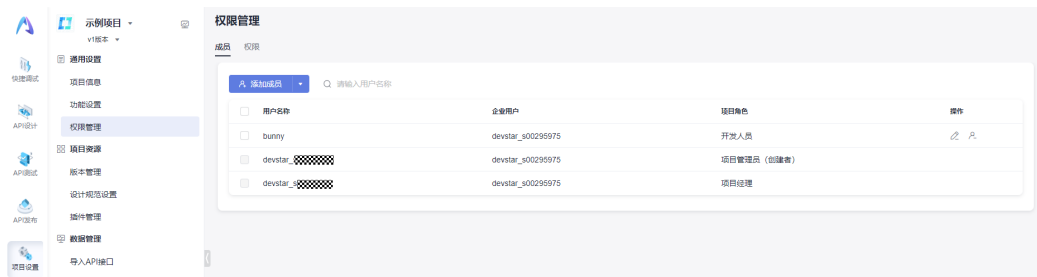 示例项目
v1版本
快捷调试
API设计
API测试
API发布
项目设置
通用设置
项目信息
功能设置
权限管理
项目资源
版本管理
设计规范设置
插件管理
数据管理
导入API接口
权限管理
成员 权限
添加成员 请输入用户名称
用户名称 企业用户 项目角色 操作
bunny devstar_s00295975 开发人员
devstar_ devstar_s00295975 项目管理员（创建者）
devstar_s devstar_s00295975 项目经理